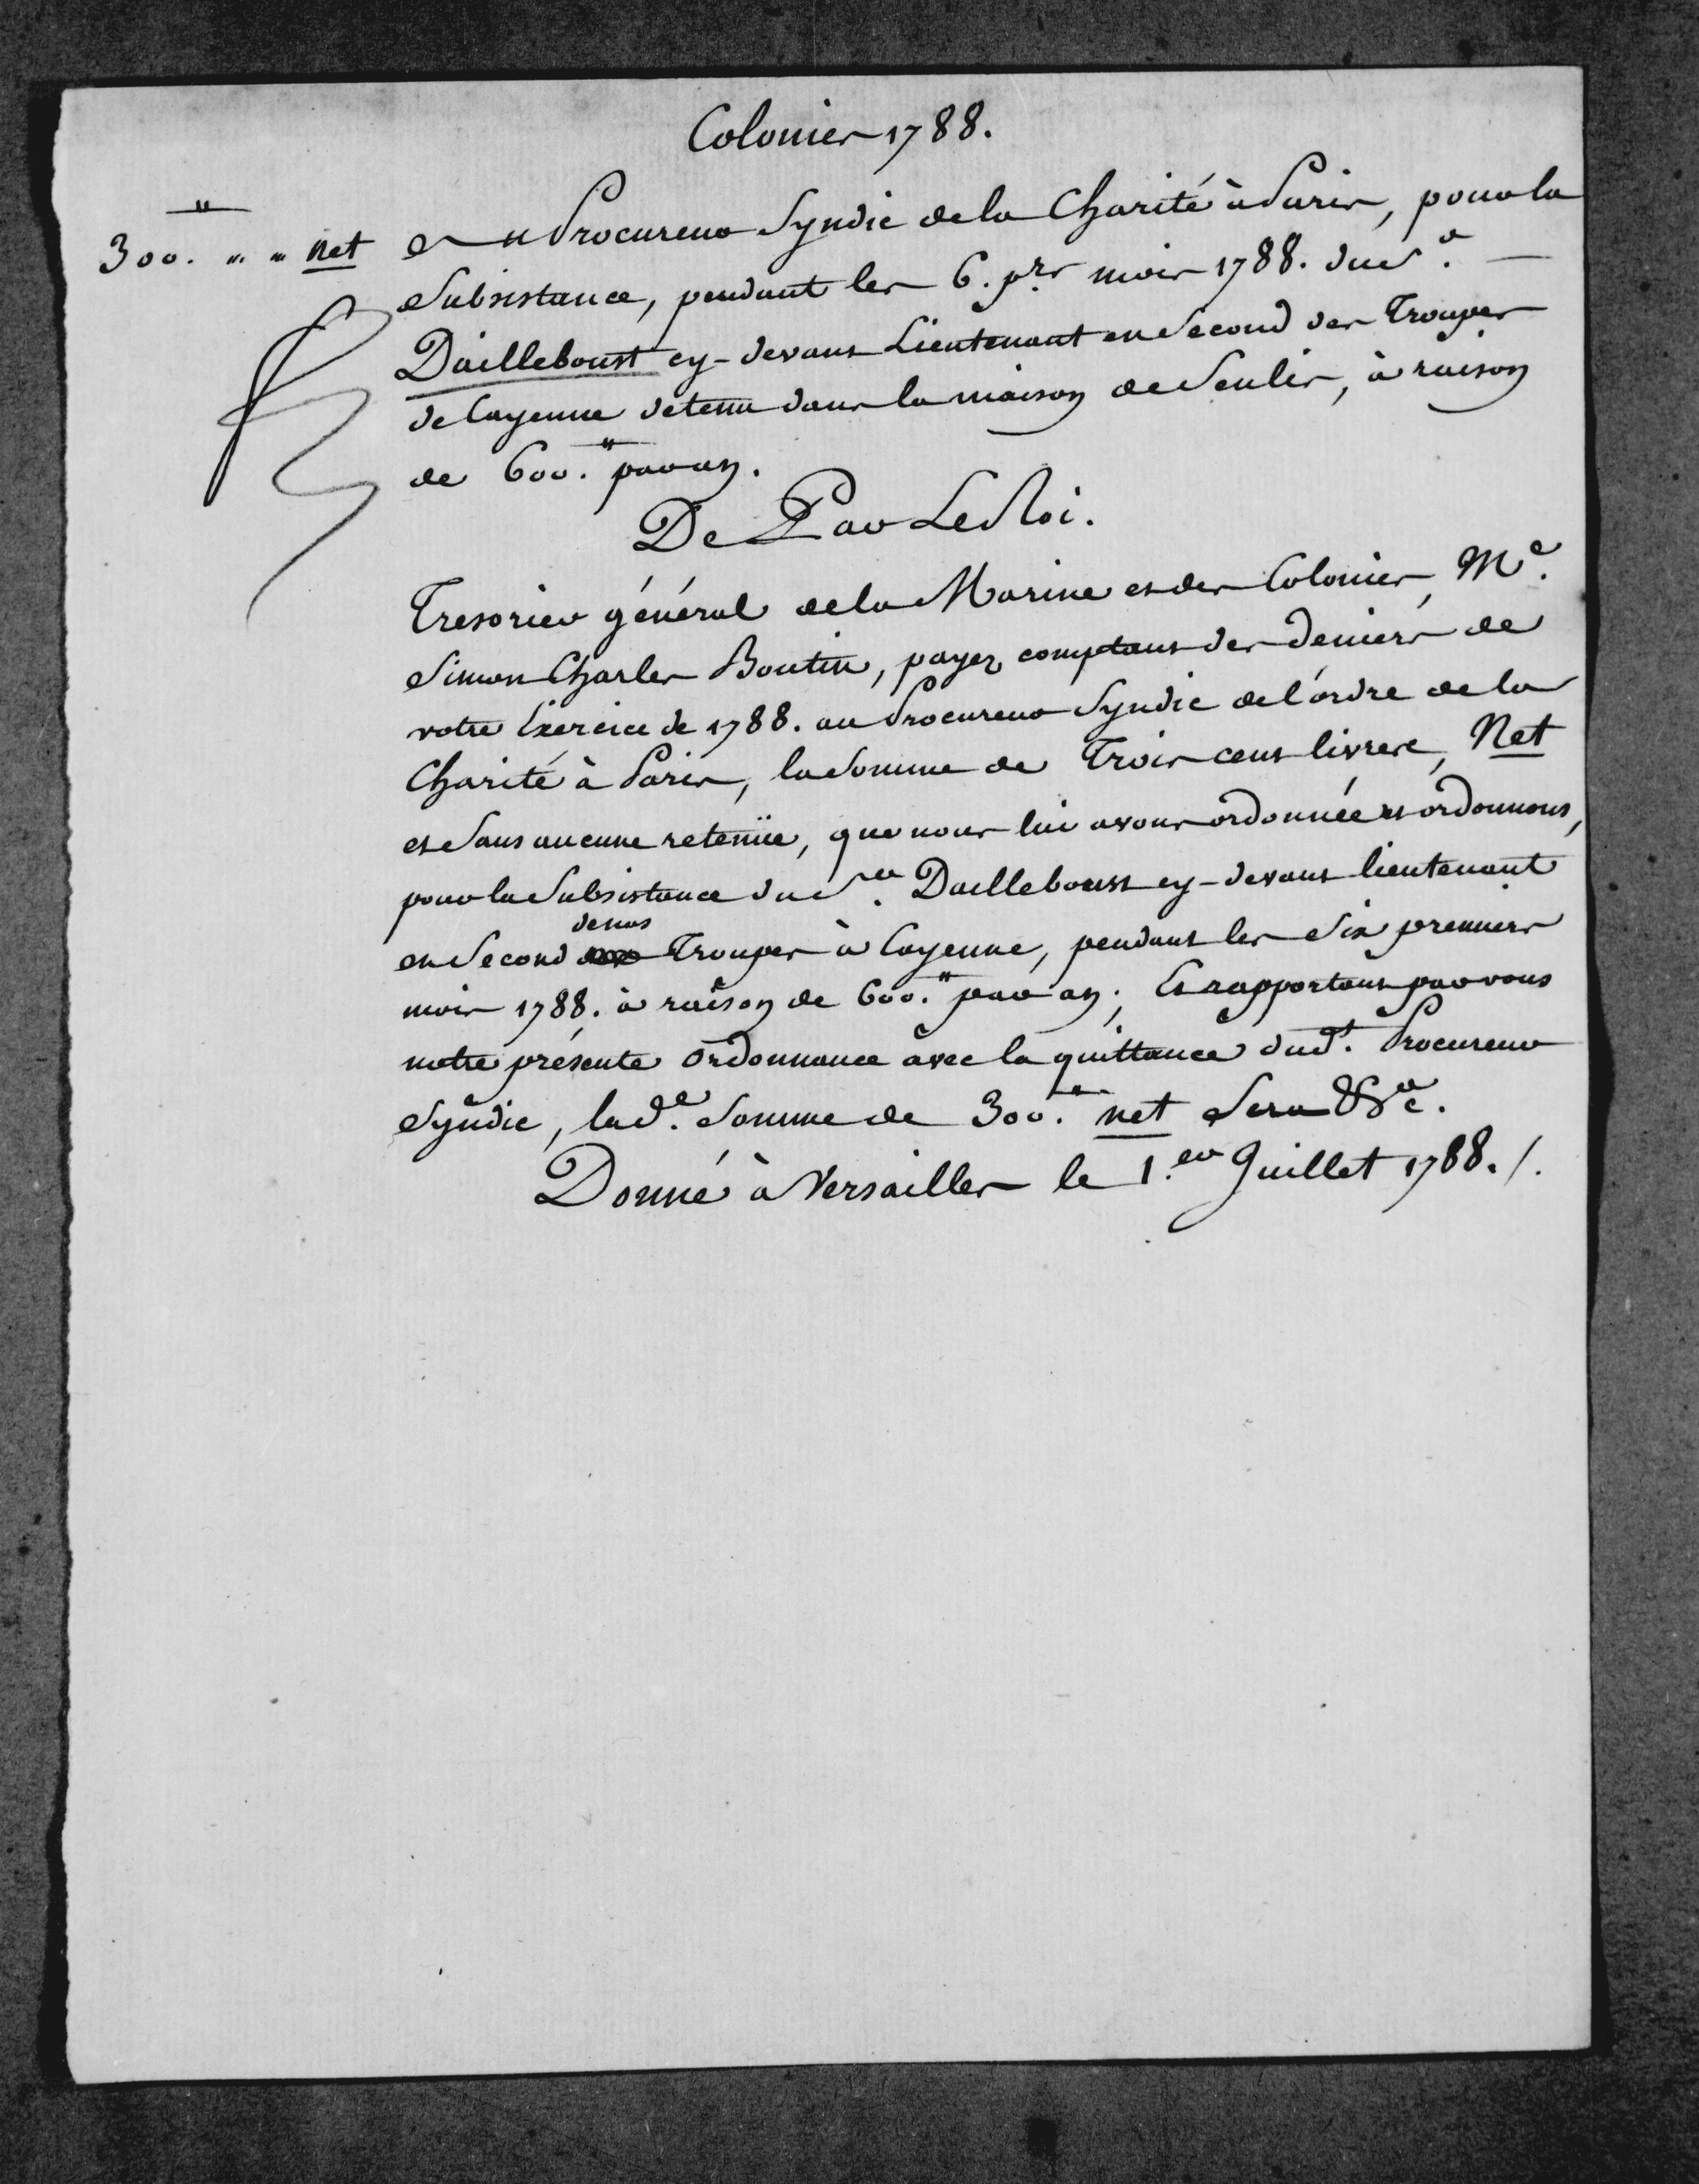 Colonies 1788.
300.# " " Net
Au Procureur Syndic de la Charité à Paris, pour la
Subsistance, pendant les 6. prs mois 1788. du Sr.
Dailleboust cy-devant Lieutenant en Second des Troupes
de Cayenne detenu dans la maison de Senlis, à raison
de 600.# par an.
De Par Le Roi.
Tresorier général de la Marine et des Colonies, Me.
Simon Charles Boutin, payez comptant des deniers de
votre Exercice de 1788. au Procureur Syndic de l'ordre de la
Charité à Paris, la Somme de Trois cent livres, Net
et Sans aucune retenüe, que nous lui avons ordonnée et ordonnons,
pour la Subsistance du Sr. Dailleboust cy-devant lieutenant
en Second de nos Troupes à Cayenne, pendant les Six premiers
mois 1788. à raison de 600.# par an; Et rapportant par vous
notre présente Ordonnance avec la quittance dud. Procureur
Syndic, lad.e Somme de 300.# net Sera &c.a
Donné à Versailles le 1.er Juillet 1788. /.